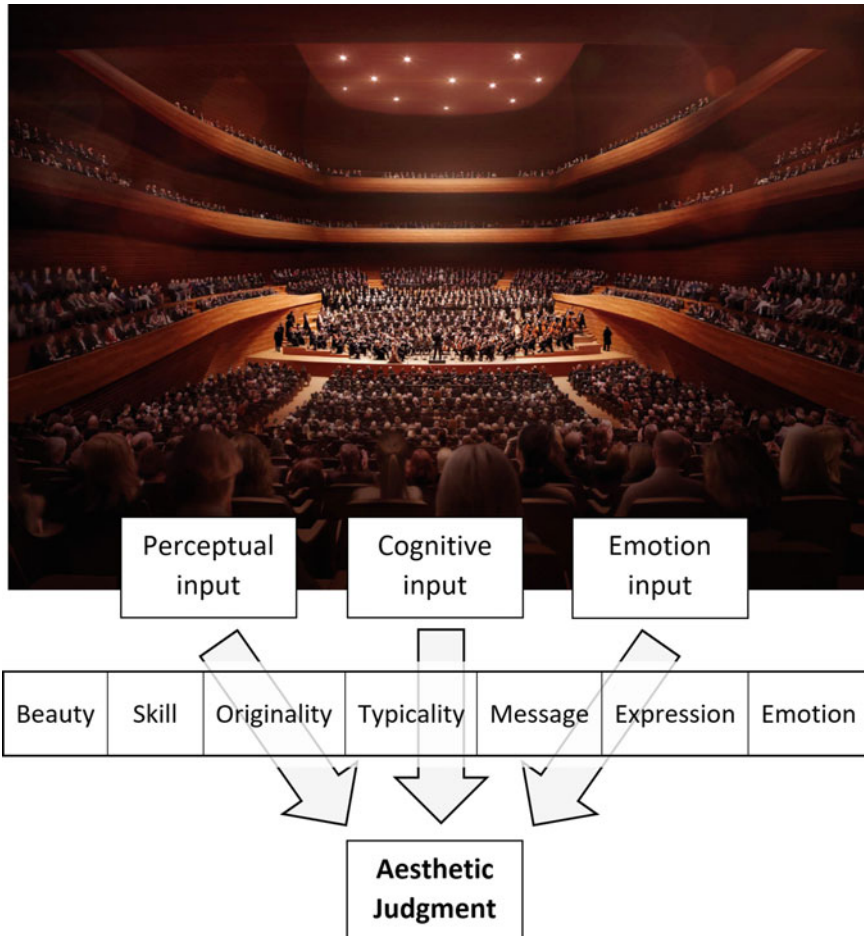 Perceptual
input
Cognitive
input
Emotion
input
Beauty
Skill
Originality
Typicality
Message
Expression
Emotion
Aesthetic
Judgment